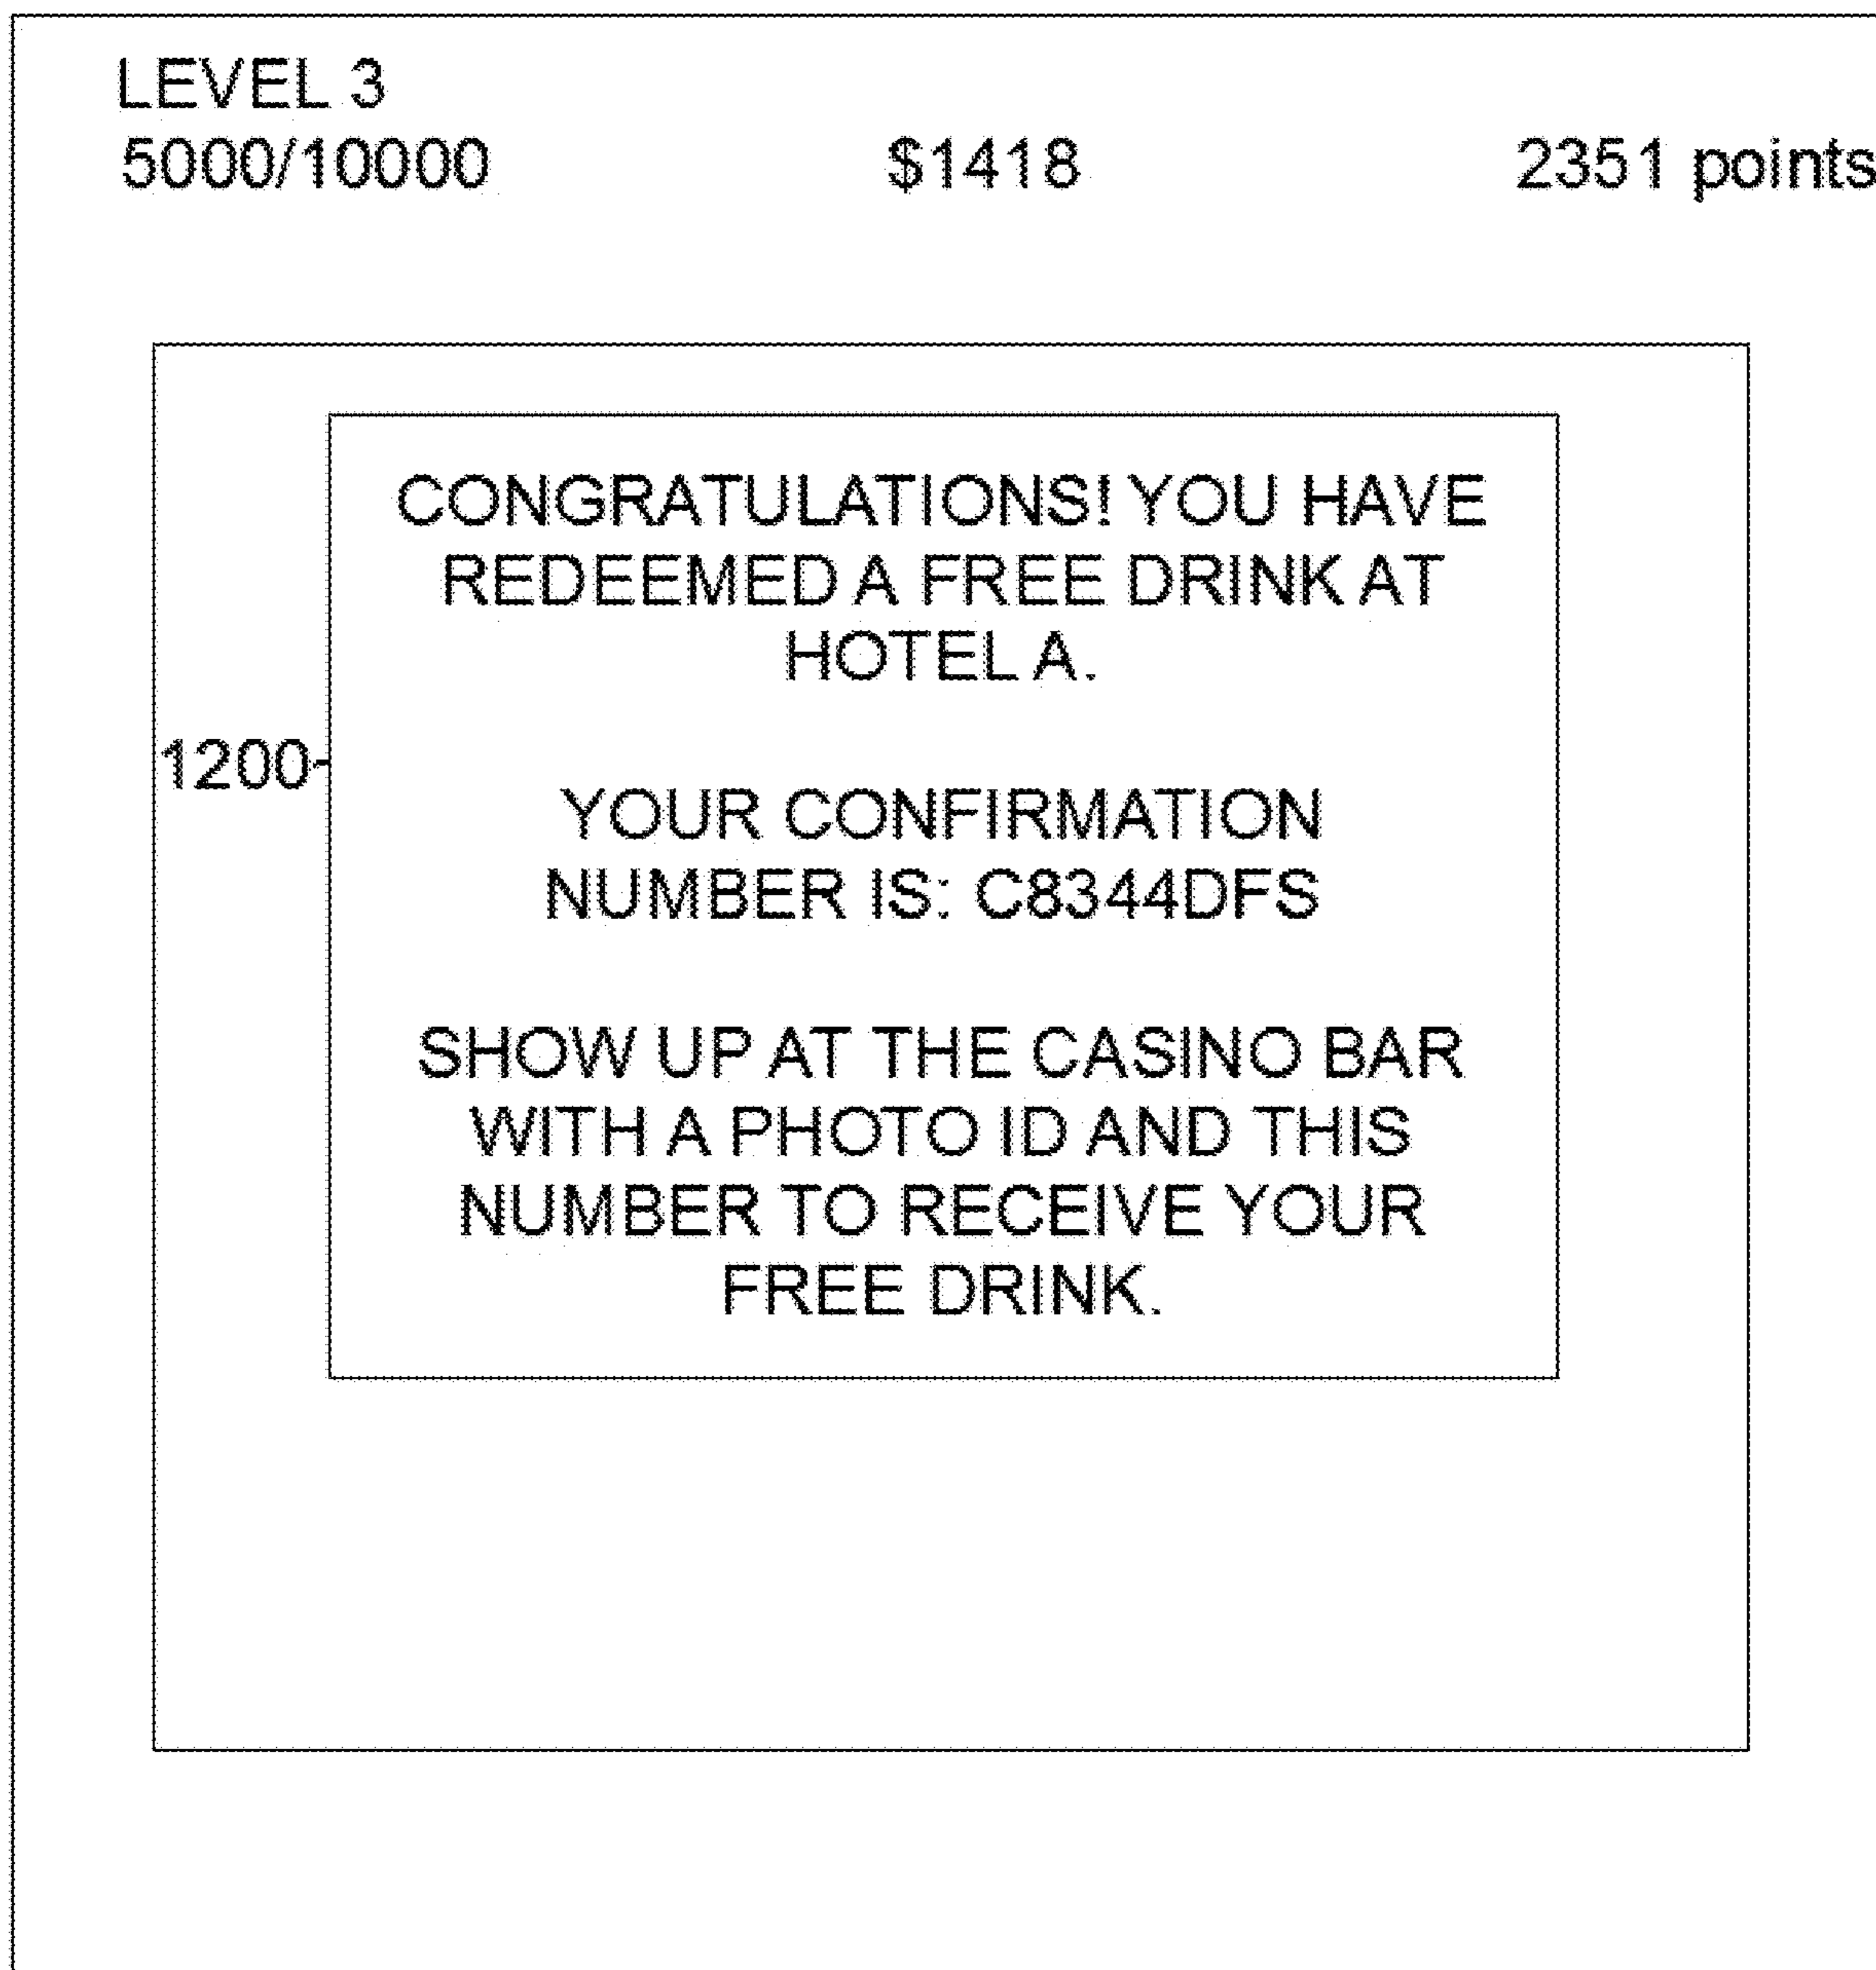 LEVEL 3
5000/10000 $1418 2351 points
CONGRATULATIONS! YOU HAVE
REDEEMED A FREE DRINK AT
HOTEL A.
1200
YOUR CONFIRMATION
NUMBER IS: C8344DFS
SHOW UP AT THE CASINO BAR
WITH A PHOTO ID AND THIS
NUMBER TO RECEIVE YOUR
FREE DRINK.